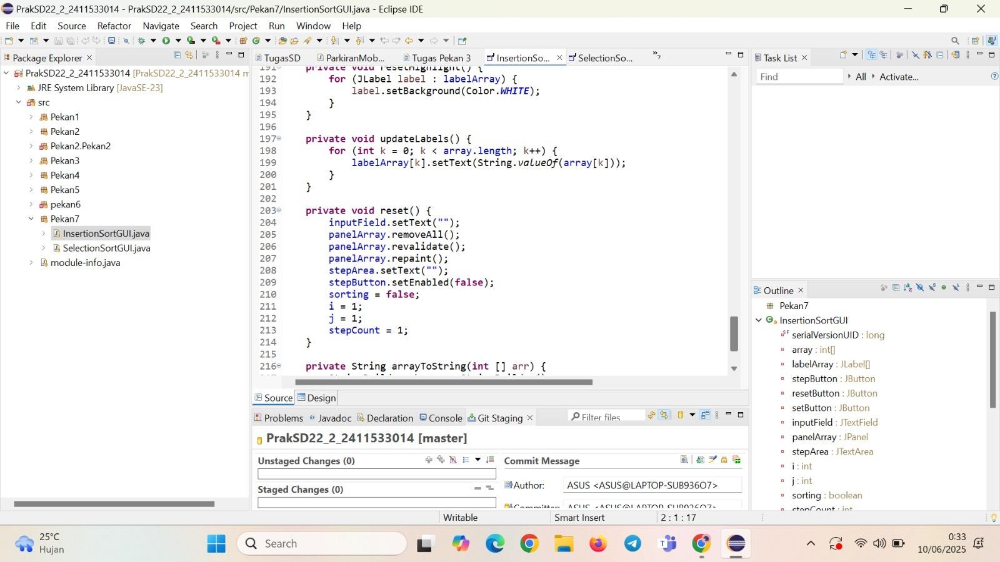 PrakSD22_2_2411533014 - PrakSD22_2_2411533014/src/Pekan7/InsertionSortGUI.java - Eclipse IDE
File Edit Source Refactor Navigate Search Project Run Window Help
Package Explorer
PrakSD22_2_2411533014 [PrakSD22_2_2411533014 m
JRE System Library [JavaSE-23]
src
Pekan1
Pekan2
Pekan2.Pekan2
Pekan3
Pekan4
Pekan5
pekan6
Pekan7
InsertionSortGUI.java
SelectionSortGUI.java
module-info.java
TugasSD ParkiranMob... Tugas Pekan 3 InsertionSo... SelectionSo... »7
191 private void resetHighlight() {
192 for (JLabel label : labelArray) {
193 label.setBackground(Color.WHITE);
194 }
195 }
196
197 private void updateLabels() {
198 for (int k = 0; k < array.length; k++) {
199 labelArray[k].setText(String.valueOf(array[k]));
200 }
201 }
202
203 private void reset() {
204 inputField.setText("");
205 panelArray.removeAll();
206 panelArray.revalidate();
207 panelArray.repaint();
208 stepArea.setText("");
209 stepButton.setEnabled(false);
210 sorting = false;
211 i = 1;
212 j = 1;
213 stepCount = 1;
214 }
215
216 private String arrayToString(int [] arr) {
Source Design
Problems Javadoc Declaration Console Git Staging Filter files
PrakSD22_2_2411533014 [master]
Unstaged Changes (0)
Staged Changes (0)
Commit Message
Author: ASUS <ASUS@LAPTOP-SUB936O7>
Committer: ASUS <ASUS@LAPTOP-SUB936O7>
Task List
Find All Activate...
Outline
Pekan7
InsertionSortGUI
serialVersionUID : long
array : int[]
labelArray : JLabel[]
stepButton : JButton
resetButton : JButton
setButton : JButton
inputField : JTextField
panelArray : JPanel
stepArea : JTextArea
i : int
j : int
sorting : boolean
stepCount : int
Writable Smart Insert 2 : 1 : 17
25°C
Hujan
Search
0:33
10/06/2025